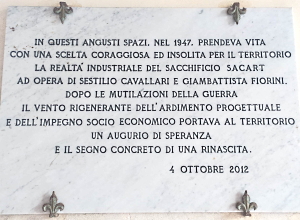 IN QUESTI ANGUSTI SPAZI, NEL 1947, PRENDEVA VITA
CON UNA SCELTA CORAGGIOSA ED INSOLITA PER IL TERRITORIO
LA REALTÀ INDUSTRIALE DEL SACCHIFICIO SACART
AD OPERA DI SESTILIO CAVALLARI E GIAMBATTISTA FIORINI.
DOPO LE MUTILAZIONI DELLA GUERRA
IL VENTO RIGENERANTE DELL'ARDIMENTO PROGETTUALE
E DELL'IMPEGNO SOCIO ECONOMICO PORTAVA AL TERRITORIO
UN AUGURIO DI SPERANZA
E IL SEGNO CONCRETO DI UNA RINASCITA.
4 OTTOBRE 2012